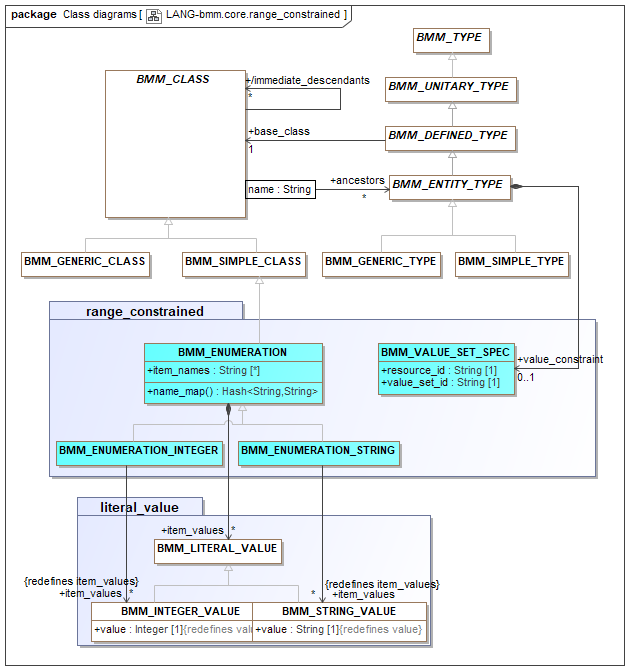 package Class diagrams [ LANG-bmm.core.range_constrained ]
BMM_TYPE
BMM_CLASS
+/immediate_descendants
*
BMM_UNITARY_TYPE
+base_class
1
BMM_DEFINED_TYPE
name : String
+ancestors
*
BMM_ENTITY_TYPE
BMM_GENERIC_CLASS
BMM_SIMPLE_CLASS
BMM_GENERIC_TYPE
BMM_SIMPLE_TYPE
range_constrained
BMM_ENUMERATION
+item_names : String [*]
+name_map() : Hash<String,String>
BMM_VALUE_SET_SPEC
+resource_id : String [1]
+value_set_id : String [1]
+value_constraint
0..1
BMM_ENUMERATION_INTEGER
BMM_ENUMERATION_STRING
literal_value
+item_values
*
BMM_LITERAL_VALUE
{redefines item_values}
+item_values
*
{redefines item_values}
+item_values
*
BMM_INTEGER_VALUE
+value : Integer [1]{redefines valu
BMM_STRING_VALUE
+value : String [1]{redefines value}